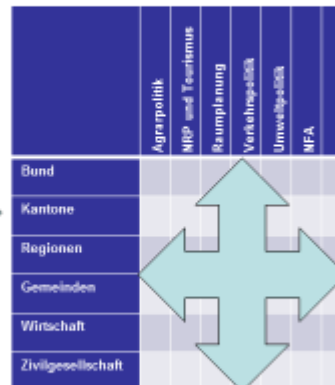 Agrarpolitik
NRP und Tourismus
Raumplanung
Verkehrspolitik
Umweltpolitik
NFA
Bund
Kantone
Regionen
Gemeinden
Wirtschaft
Zivilgesellschaft